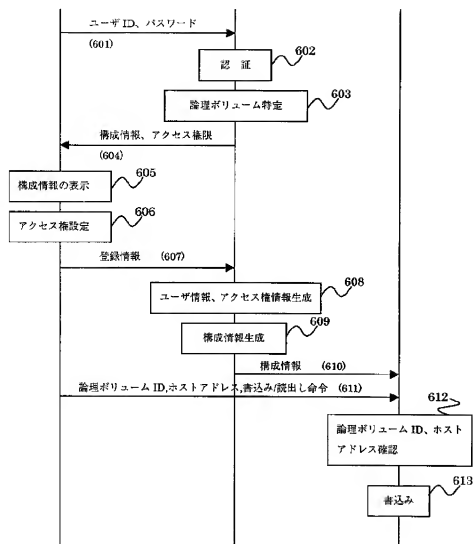 ユーザID、パスワード
(601)
602
認 証
603
論理ボリューム特定
構成情報、アクセス権限
(604)
605
構成情報の表示
606
アクセス権設定
登録情報 (607)
608
ユーザ情報、アクセス権情報生成
609
構成情報生成
構成情報 (610)
論理ボリュームID,ホストアドレス,書込み/読出し命令 (611)
612
論理ボリュームID、ホスト
アドレス確認
613
書込み